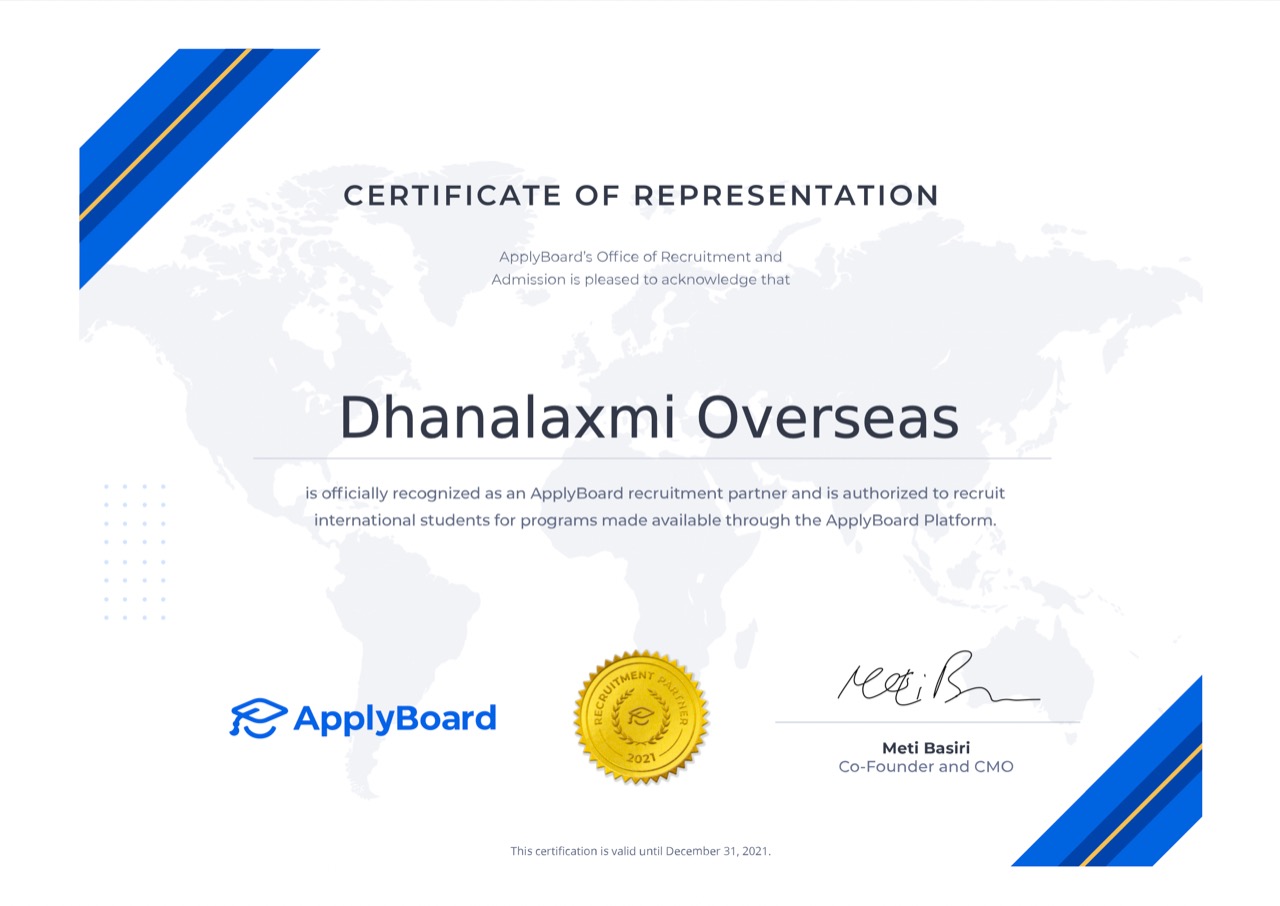 CERTIFICATE OF REPRESENTATION
ApplyBoard's Office of Recruitment and
Admission is pleased to acknowledge that
Dhanalaxmi Overseas
is officially recognized as an ApplyBoard recruitment partner and is authorized to recruit
international students for programs made available through the ApplyBoard Platform.
ApplyBoard
RECRUITMENT PARTNER
2021
Meti B
Meti Basiri
Co-Founder and CMO
This certification is valid until December 31, 2021.